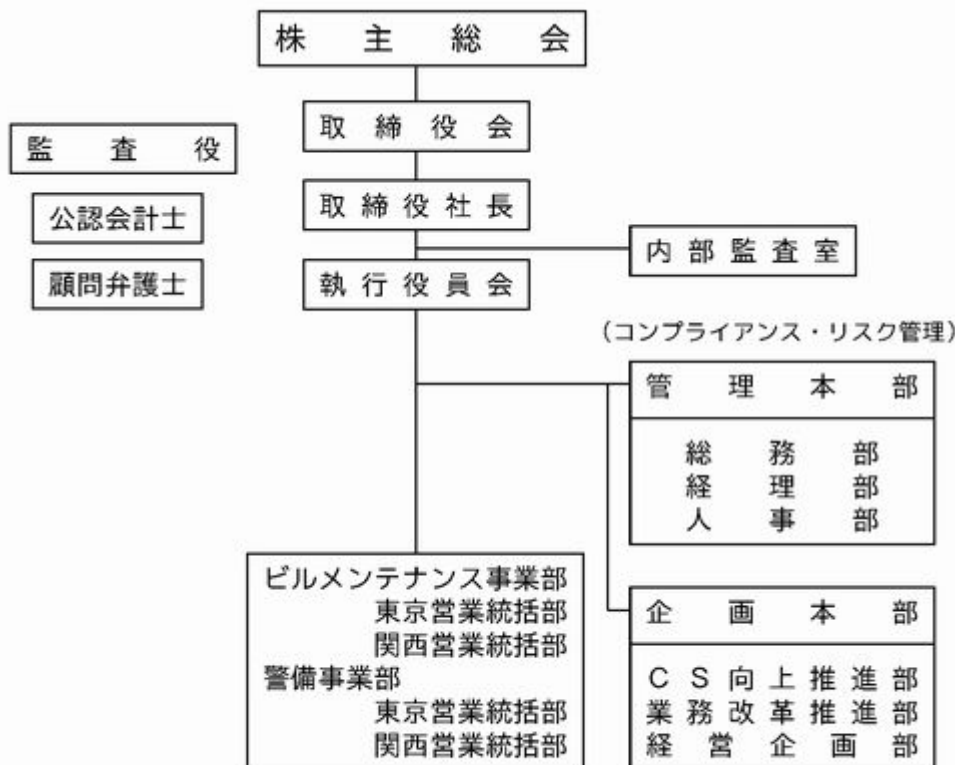 株主総会
取締役会
監査役
取締役社長
公認会計士
内部監査室
執行役員会
顧問弁護士
(コンプライアンス・リスク管理)
管理本部
総務部
経理部
人事部
ビルメンテナンス事業部
東京営業統括部
関西営業統括部
警備事業部
東京営業統括部
関西営業統括部
企画本部
CS向上推進部
業務改革推進部
経営企画部